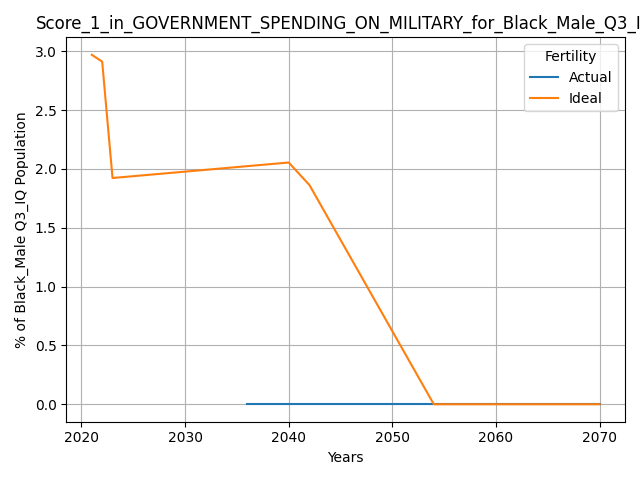 Score_1_in_GOVERNMENT_SPENDING_ON_MILITARY_for_Black_Male_Q3_I
Fertility
Actual
Ideal
% of Black_Male Q3_IQ Population
3.0
2.5
2.0
1.5
1.0
0.5
0.0
2020 2030 2040 2050 2060 2070
Years